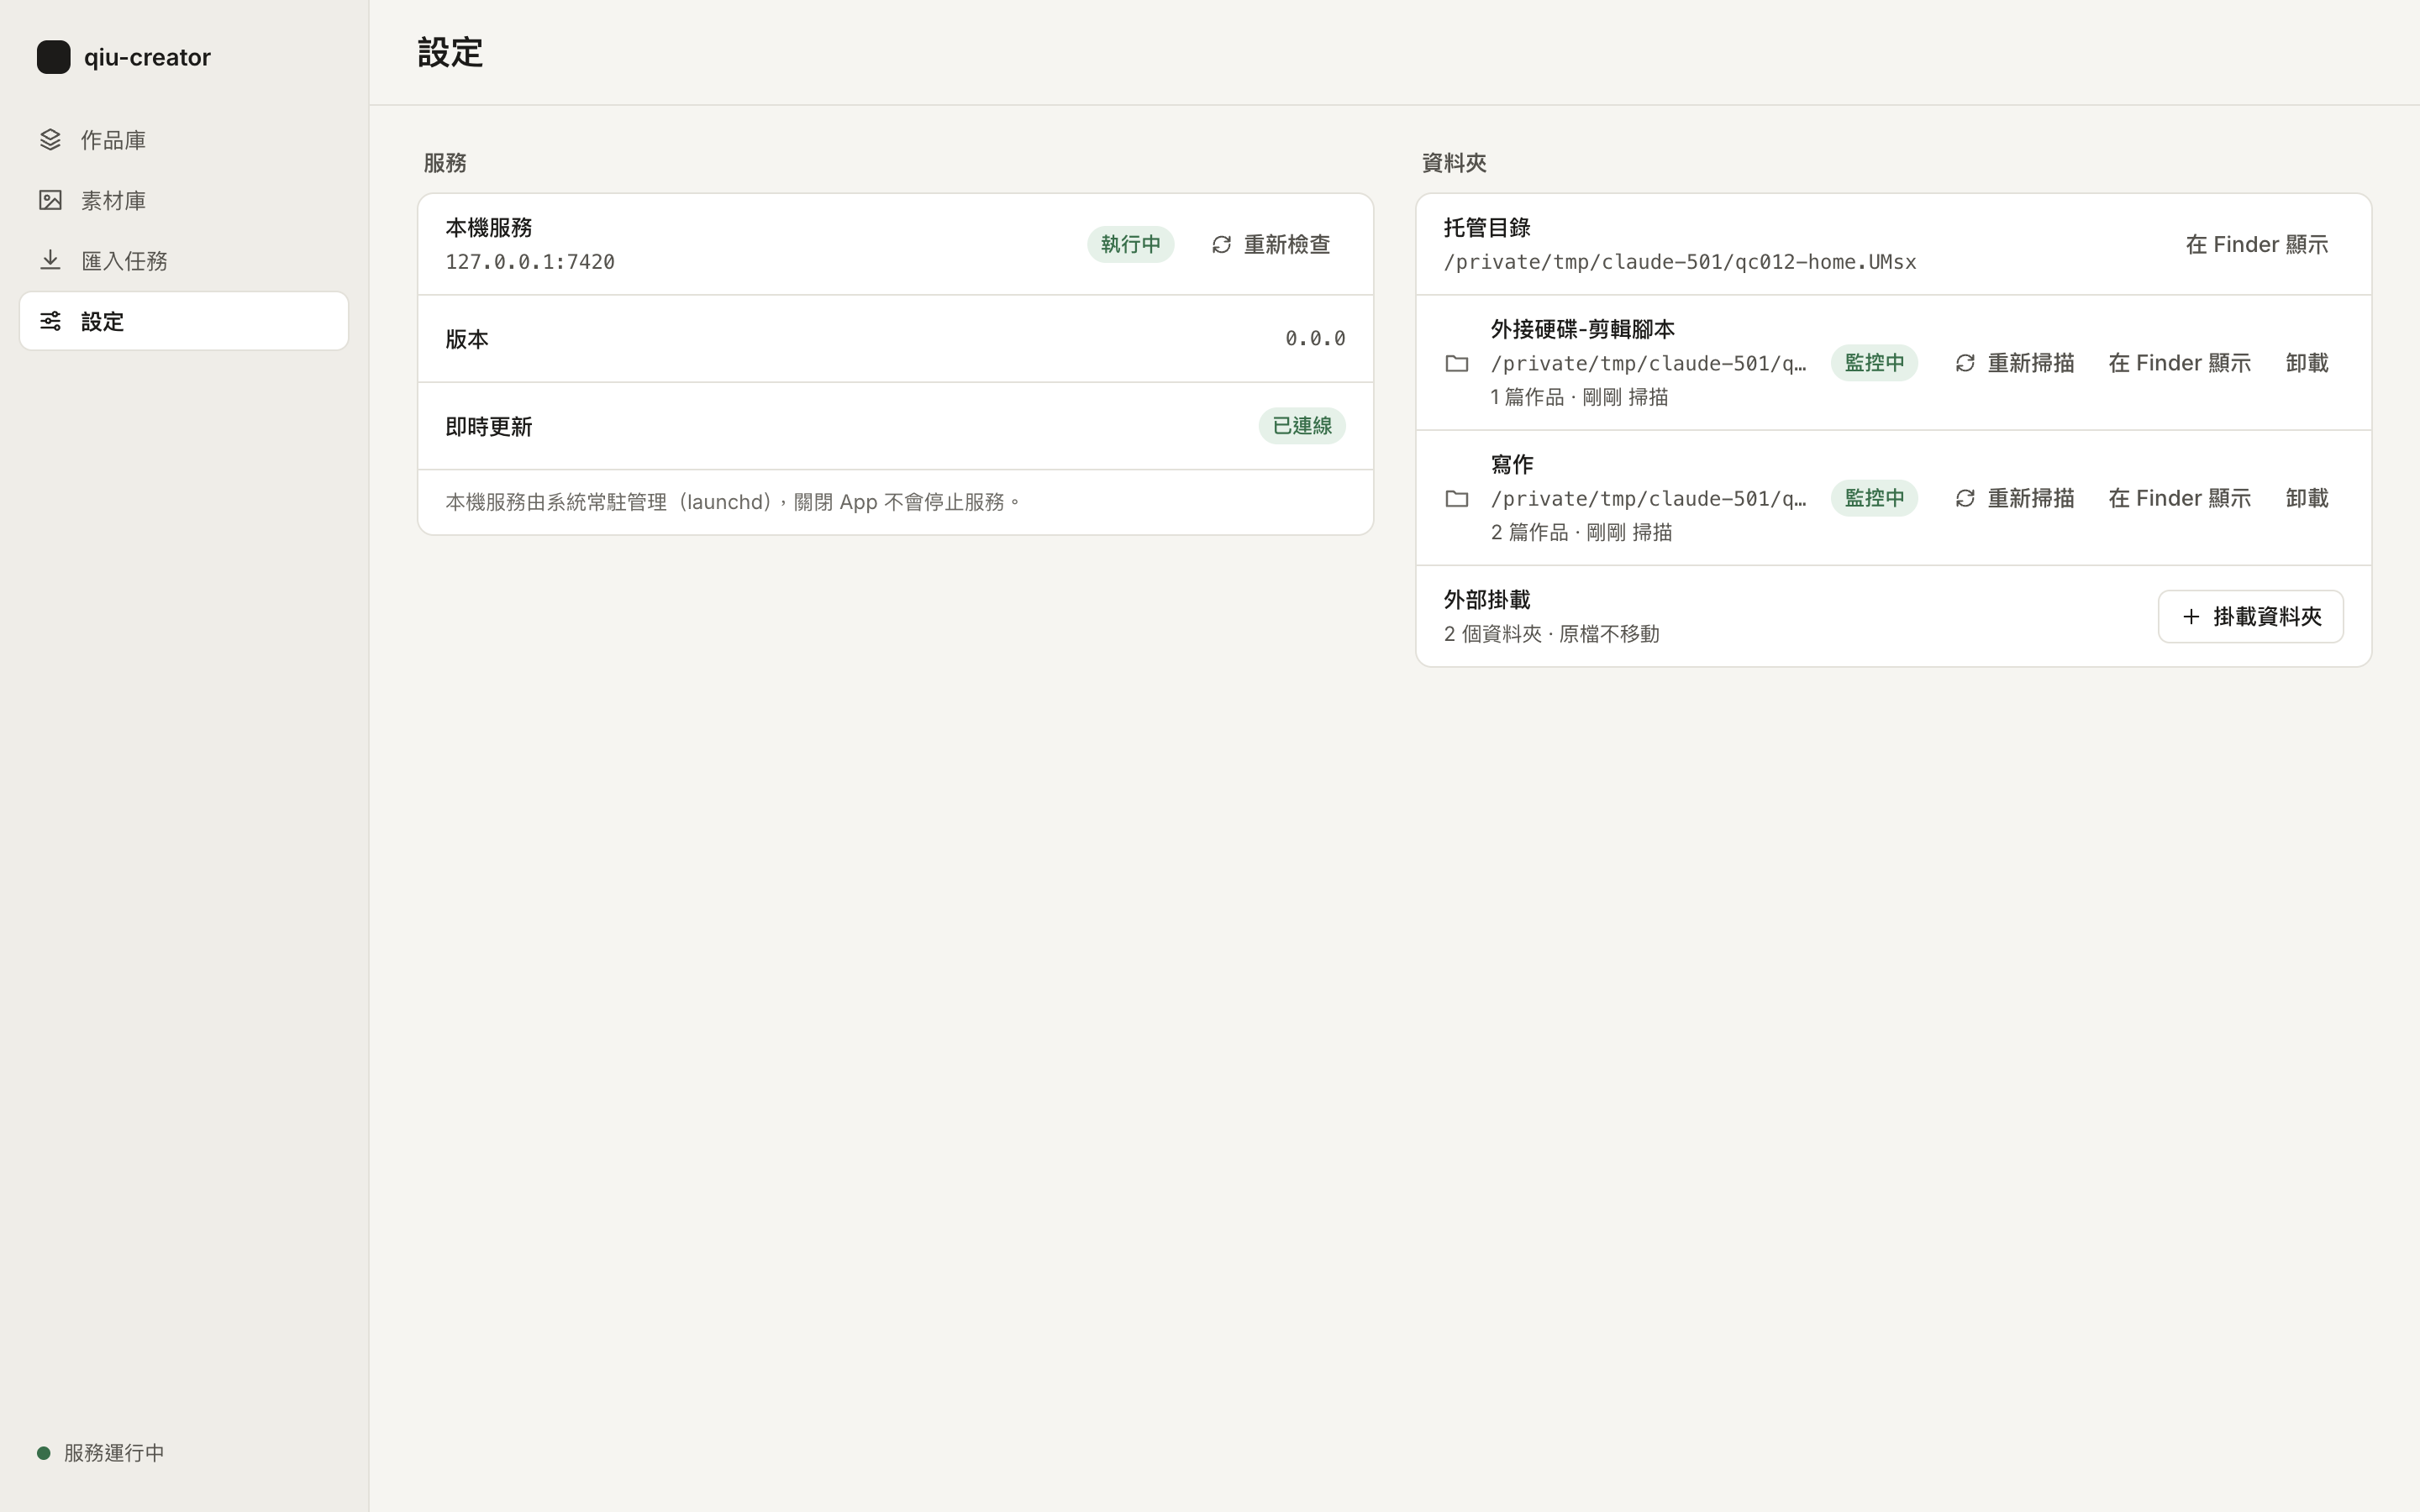 qiu-creator
作品庫
素材庫
匯入任務
設定
服務運行中
設定
服務
本機服務
127.0.0.1:7420
執行中
重新檢查
版本
0.0.0
即時更新
已連線
本機服務由系統常駐管理（launchd），關閉 App 不會停止服務。
資料夾
托管目錄
/private/tmp/claude-501/qc012-home.UMsx
在 Finder 顯示
外接硬碟-剪輯腳本
/private/tmp/claude-501/q…
1 篇作品 · 剛剛 掃描
監控中
重新掃描
在 Finder 顯示
卸載
寫作
/private/tmp/claude-501/q…
2 篇作品 · 剛剛 掃描
監控中
重新掃描
在 Finder 顯示
卸載
外部掛載
2 個資料夾 · 原檔不移動
掛載資料夾